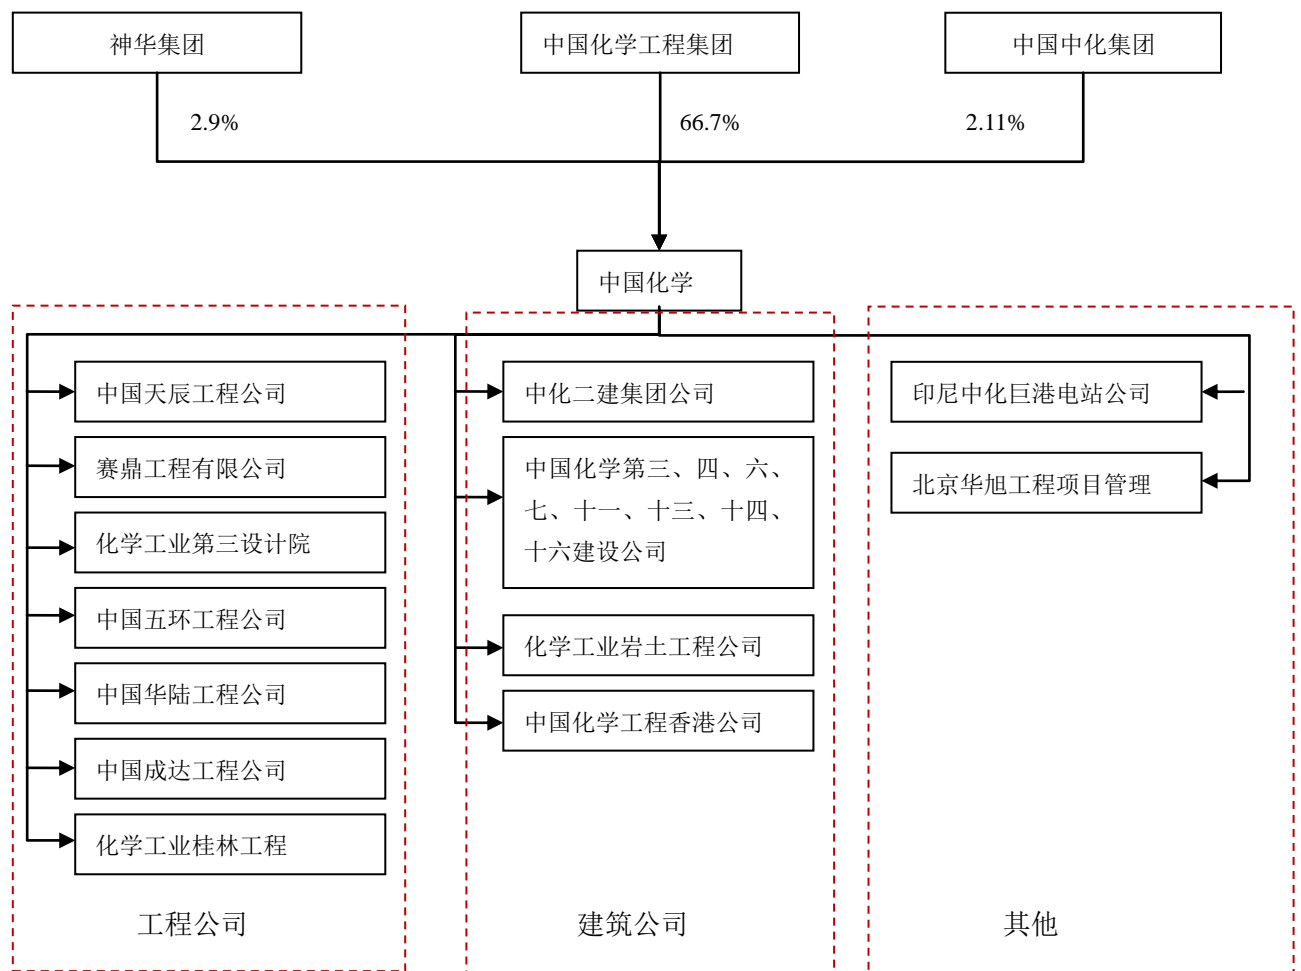 神华集团
中国化学工程集团
中国中化集团
2.9%
66.7%
2.11%
中国化学
中国天辰工程公司
赛鼎工程有限公司
化学工业第三设计院
中国五环工程公司
中国华陆工程公司
中国成达工程公司
化学工业桂林工程
工程公司
中化二建集团公司
中国化学第三、四、六、
七、十一、十三、十四、
十六建设公司
化学工业岩土工程公司
中国化学工程香港公司
建筑公司
印尼中化巨港电站公司
北京华旭工程项目管理
其他